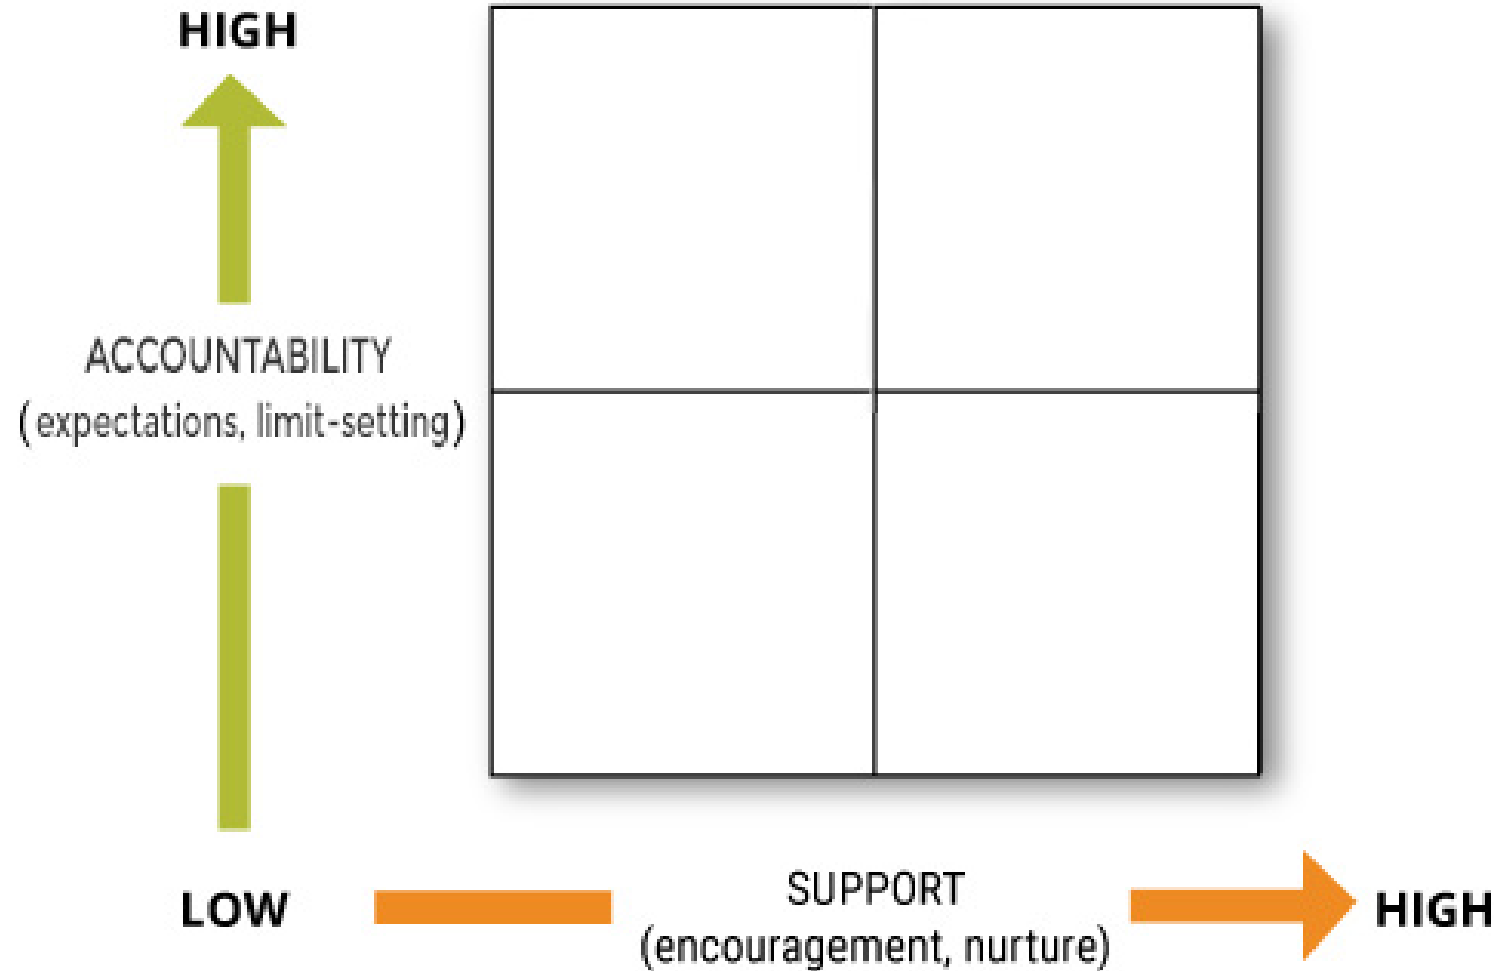 HIGH
ACCOUNTABILITY
(expectations, limit-setting)
LOW
SUPPORT
(encouragement, nurture)
HIGH